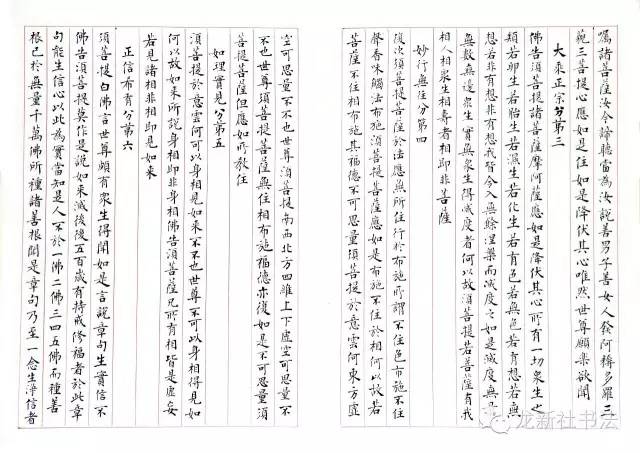 囑諸菩薩汝今諦聽當為汝說善男子善女人發阿耨多羅三
藐三菩提心應如是住如是降伏其心唯然世尊願樂欲聞
大乘正宗分第三
佛告須菩提諸菩薩摩訶薩應如是降伏其心所有一切衆生之
類若卵生若胎生若濕生若化生若有色若無色若有想若無
想若非有想非有想我皆令入無餘涅槃而滅度之如是滅度無量
無數無邊衆生實無衆生得滅度者何以故須菩提若菩薩有我
相人相衆生相壽者相即非菩薩
妙行無住分第四
復次須菩提菩薩於法應無所住行於布施所謂不住色布施不住
聲香味觸法布施須菩提菩薩應如是布施不住於相何以故若
菩薩不住相布施其福德不可思量須菩提於意雲何東方虛
空可思量不不也世尊須菩提南西北方四維上下虛空可思量不
不也世尊須菩提菩薩無住相布施福德亦復如是不可思量須
菩提菩薩但應如所教住
如理實見分第五
須菩提於意雲何可以身相見如來不不也世尊不可以身相得見如
何以故如來所說身相即非身相佛告須菩薩凡所有相皆是虛妄
若見諸相非相即見如來
正信希有分第六
須菩提白佛言世尊頗有衆生得聞如是言說章句生實信不
佛告須菩提莫作是說如來滅後後五百歲有持戒修福者於此章
句能生信心以此為實當知是人不於一佛二佛三四五佛而種善
根已於無量千萬佛所種諸善根聞是章句乃至一念生淨信者
龙新社书法